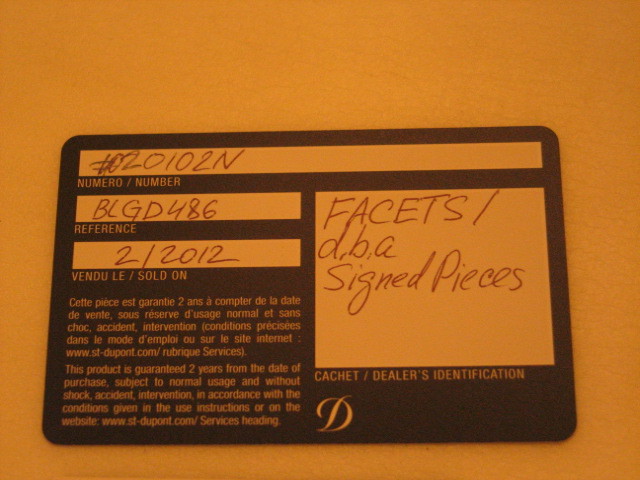 #020102N
NUMERO / NUMBER
BLGD486
REFERENCE
2/2012
VENDU LE / SOLD ON
Cette pièce est garantie 2 ans à compter de la date
de vente, sous réserve d'usage normal et sans
choc, accident, intervention (conditions précisées
dans le mode d'emploi ou sur le site internet :
www.st-dupont.com/ rubrique Services).
This product is guaranteed 2 years from the date of
purchase, subject to normal usage and without
shock, accident, intervention, in accordance with the
conditions given in the use instructions or on the
website: www.st-dupont.com/ Services heading.
FACETS /
d.b.a
Signed Pieces
CACHET / DEALER'S IDENTIFICATION
D